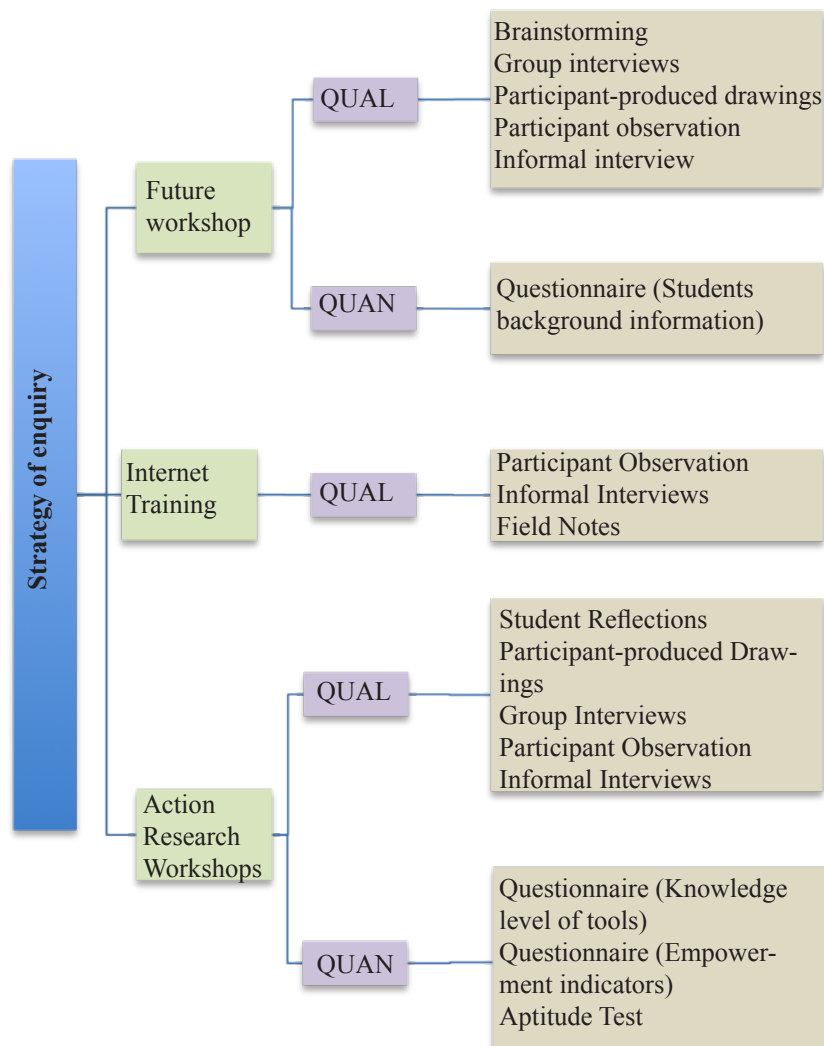 Strategy of enquiry
Future
workshop
QUAL
Brainstorming
Group interviews
Participant-produced drawings
Participant observation
Informal interview
QUAN
Questionnaire (Students
background information)
Internet
Training
QUAL
Participant Observation
Informal Interviews
Field Notes
Action
Research
Workshops
QUAL
Student Reflections
Participant-produced Draw-
ings
Group Interviews
Participant Observation
Informal Interviews
QUAN
Questionnaire (Knowledge
level of tools)
Questionnaire (Empower-
ment indicators)
Aptitude Test